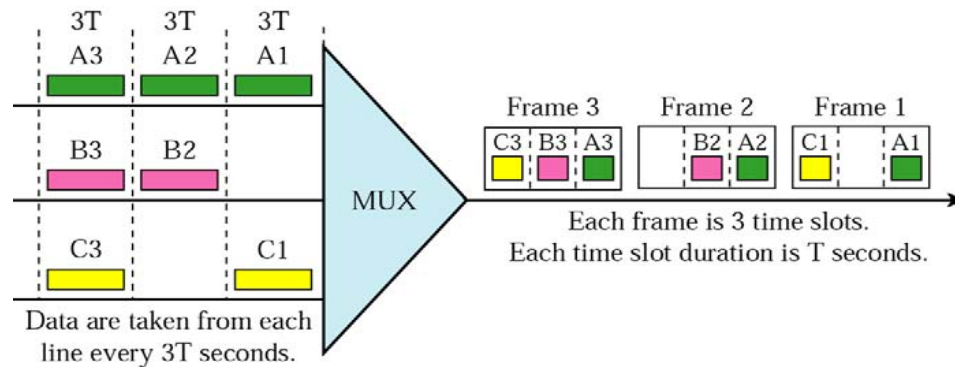 3T 3T 3T
A3 A2 A1
B3 B2
C3 C1
Data are taken from each
line every 3T seconds.
MUX
Frame 3 Frame 2 Frame 1
C3 B3 A3 B2 A2 C1 A1
Each frame is 3 time slots.
Each time slot duration is T seconds.